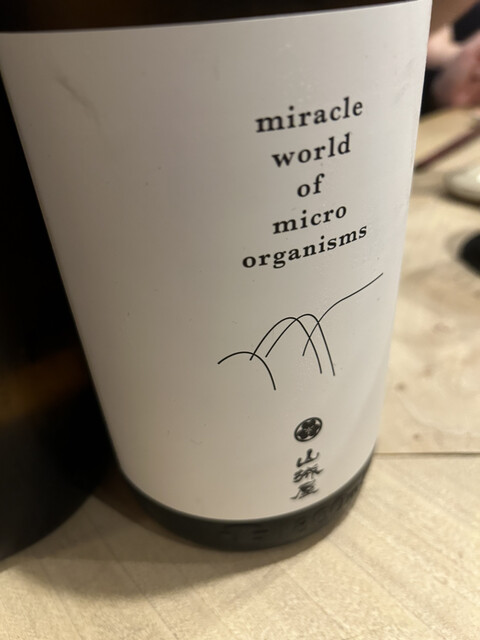 miracle
world
of
micro
organisms
山城屋